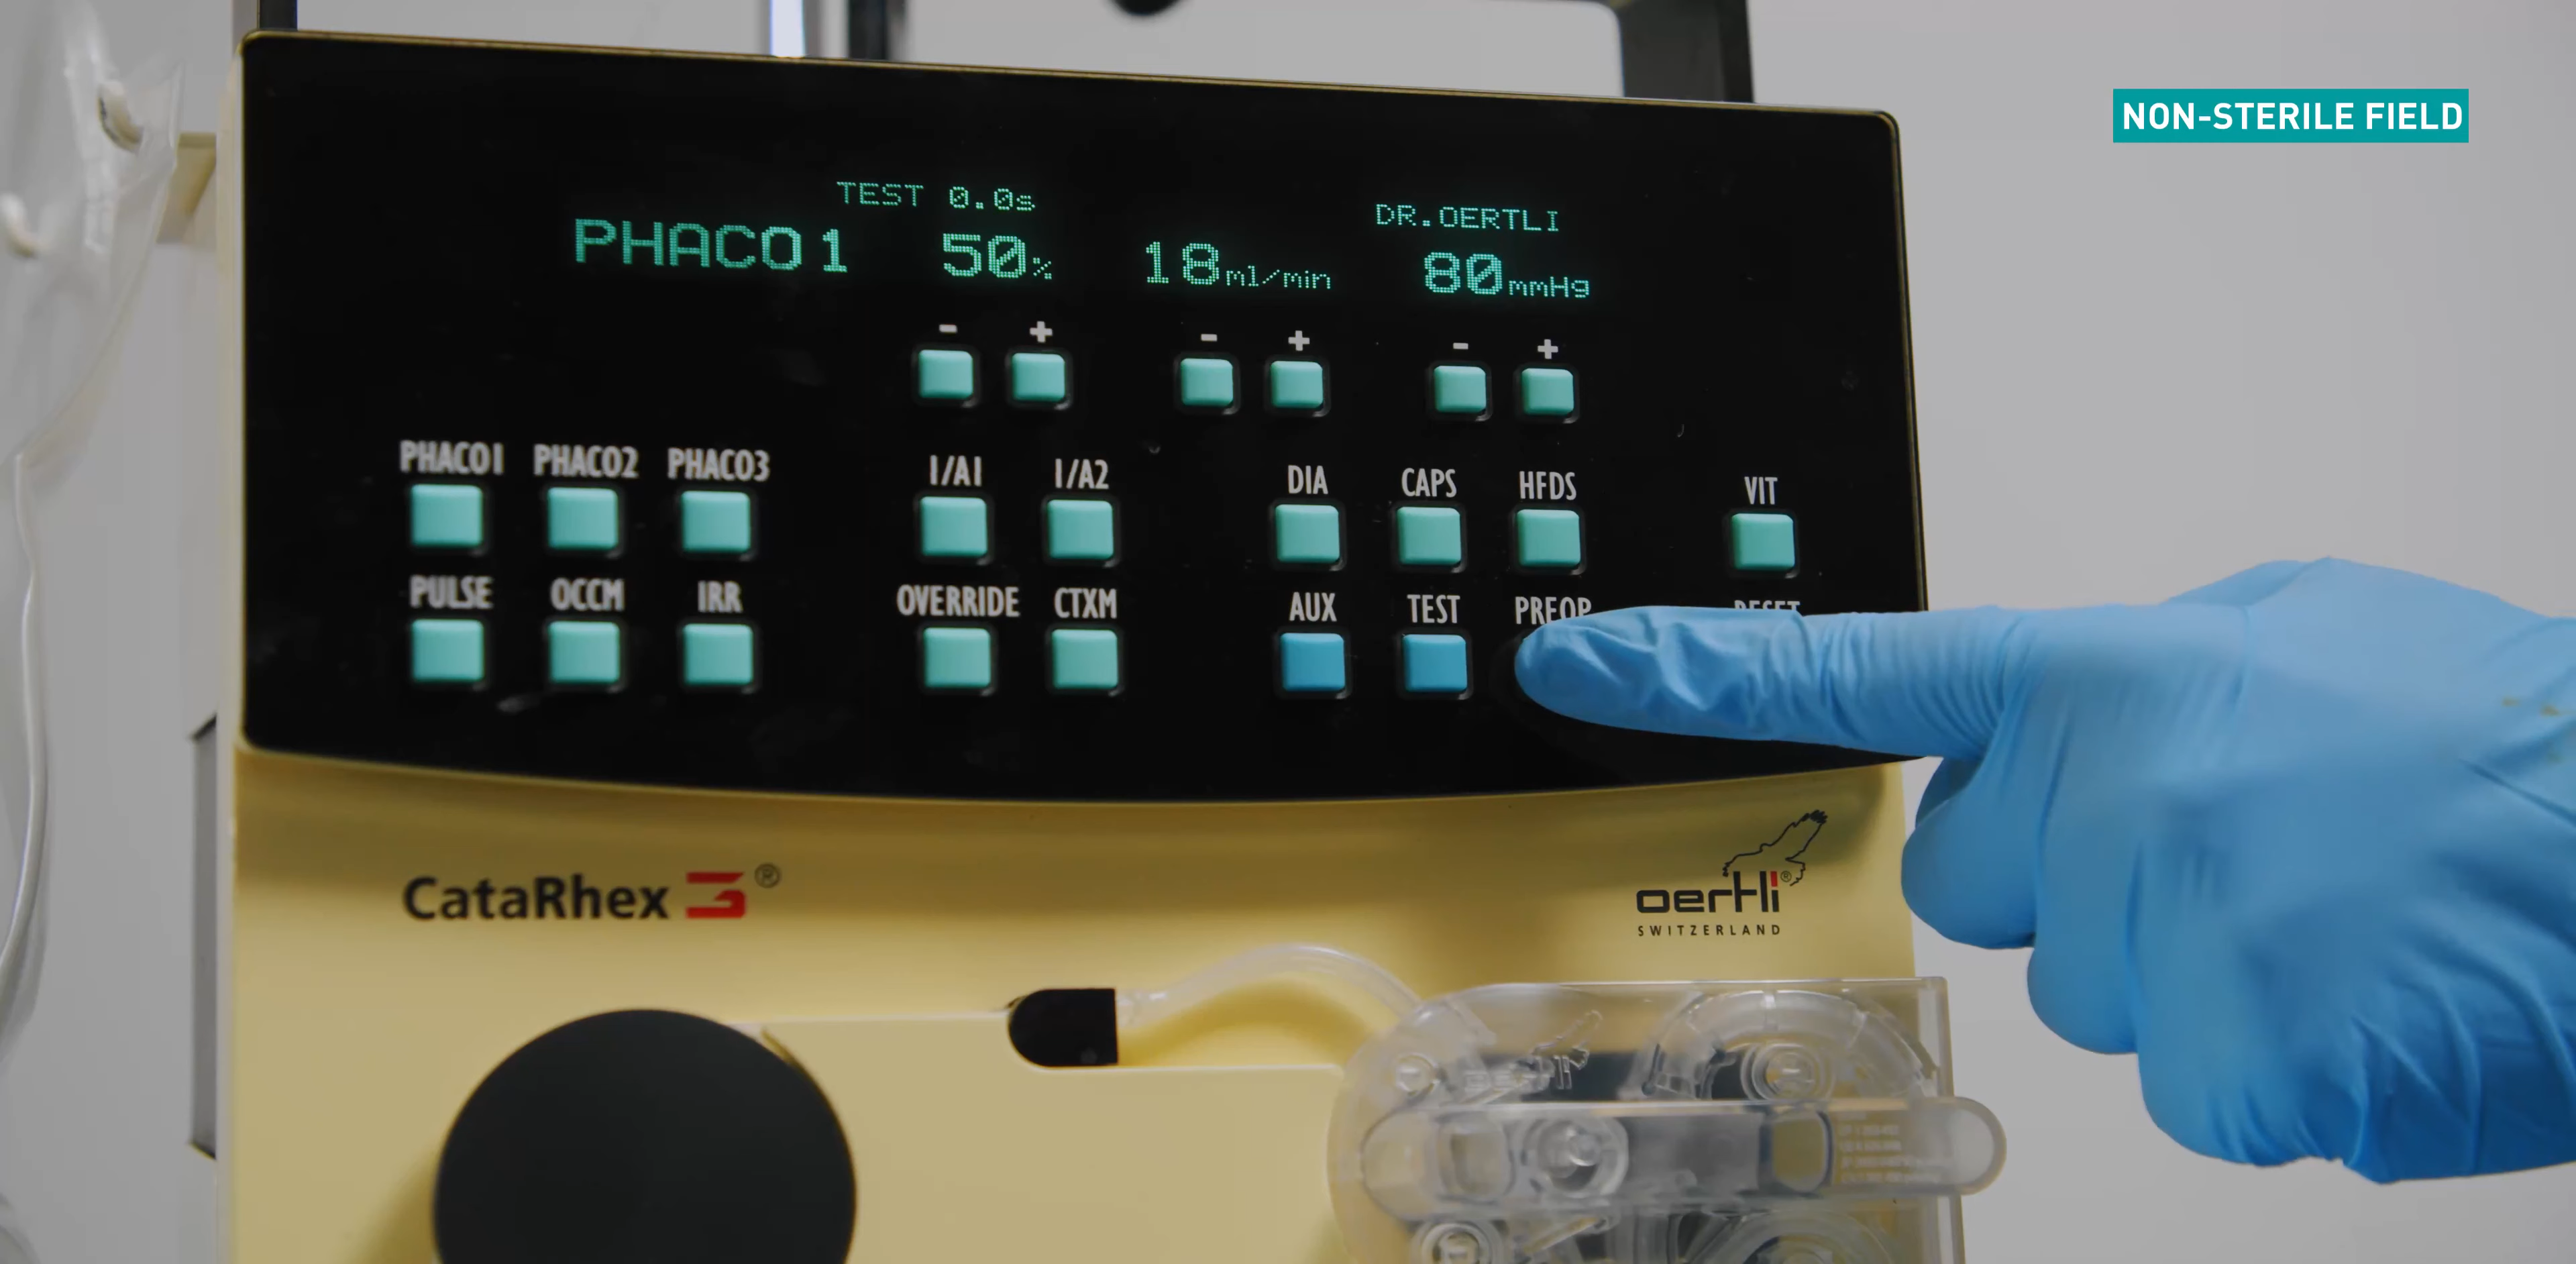 NON-STERILE FIELD
TEST 0.0s
DR.OERTLI
PHACO 1 50% 18ml/min 80mmHg
- + - + - +
PHACO1 PHACO2 PHACO3 I/A1 I/A2 DIA CAPS HFDS VIT
PULSE OCCM IRR OVERRIDE CTXM AUX TEST PREOP RESET
CataRhex 3®
oertli®
SWITZERLAND